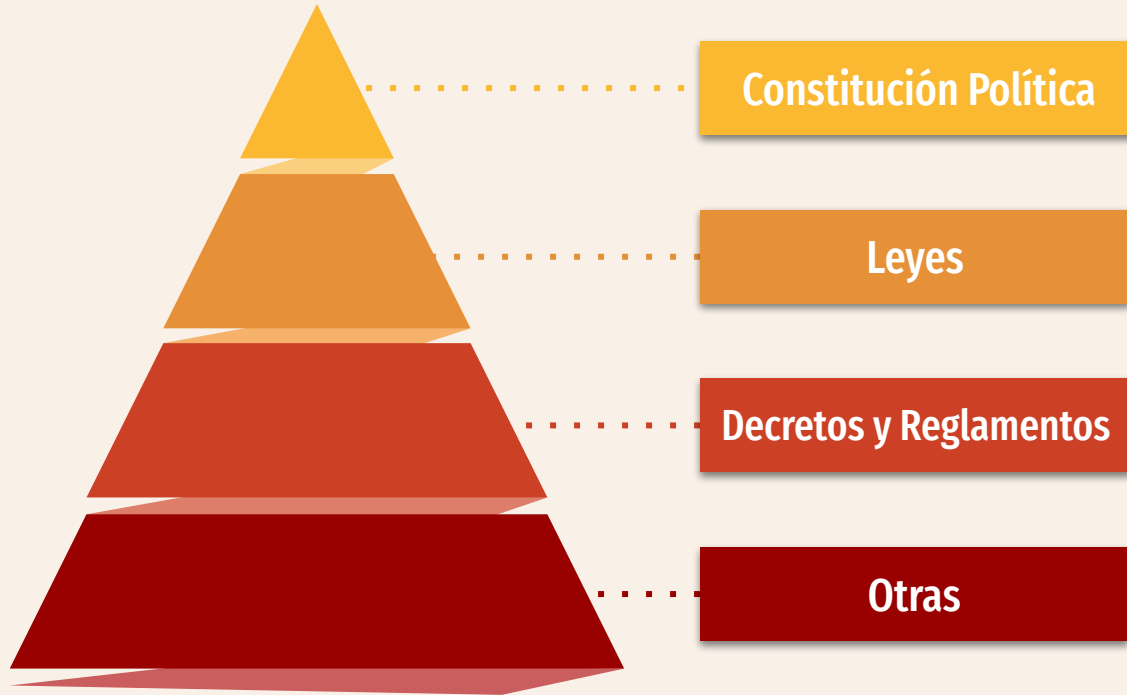 Constitución Política
Leyes
Decretos y Reglamentos
Otras